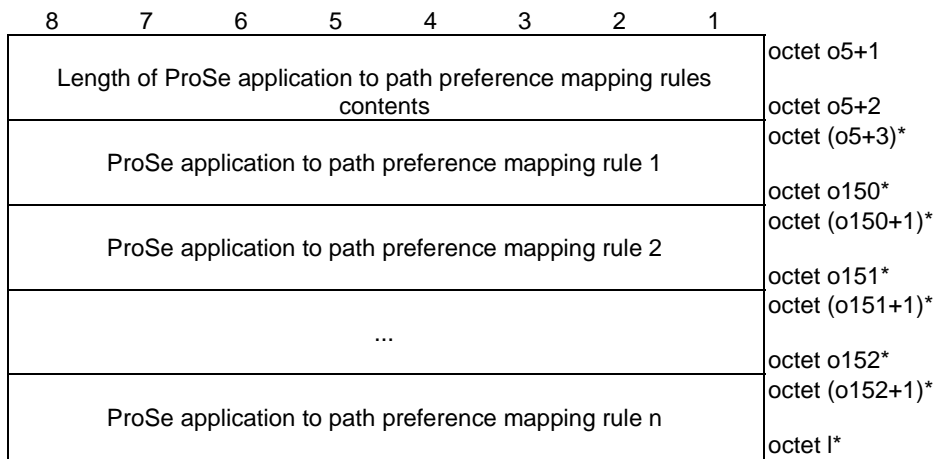 8 7 6 5 4 3 2 1
Length of ProSe application to path preference mapping rules contents
octet o5+1
octet o5+2
ProSe application to path preference mapping rule 1
octet (o5+3)*
octet o150*
ProSe application to path preference mapping rule 2
octet (o150+1)*
octet o151*
...
octet (o151+1)*
octet o152*
ProSe application to path preference mapping rule n
octet (o152+1)*
octet l*